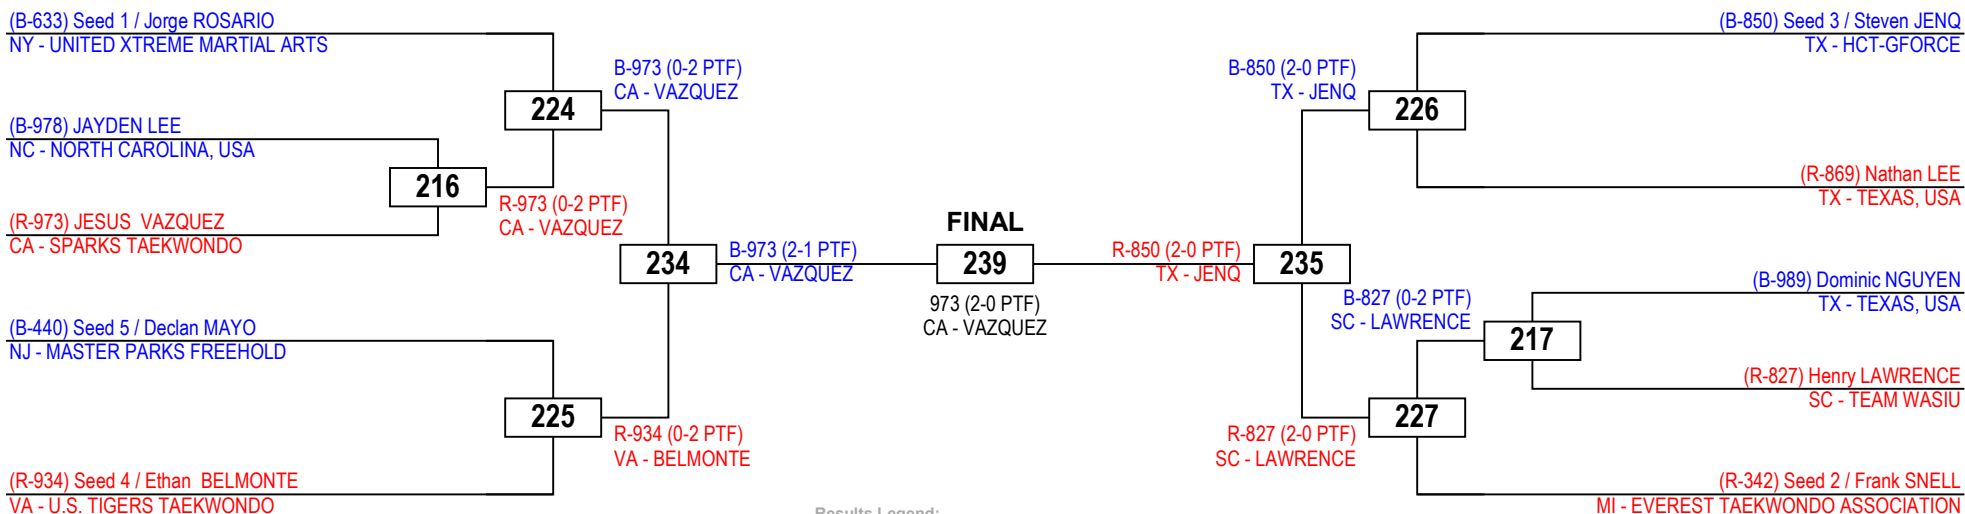 (B-633) Seed 1 / Jorge ROSARIO
NY - UNITED XTREME MARTIAL ARTS
B-973 (0-2 PTF)
CA - VAZQUEZ
224
(B-978) JAYDEN LEE
NC - NORTH CAROLINA, USA
216
R-973 (0-2 PTF)
CA - VAZQUEZ
(R-973) JESUS  VAZQUEZ
CA - SPARKS TAEKWONDO
234
B-973 (2-1 PTF)
CA - VAZQUEZ
(B-440) Seed 5 / Declan MAYO
NJ - MASTER PARKS FREEHOLD
225
R-934 (0-2 PTF)
VA - BELMONTE
(R-934) Seed 4 / Ethan  BELMONTE
VA - U.S. TIGERS TAEKWONDO
FINAL
239
973 (2-0 PTF)
CA - VAZQUEZ
(B-850) Seed 3 / Steven JENQ
TX - HCT-GFORCE
B-850 (2-0 PTF)
TX - JENQ
226
(R-869) Nathan LEE
TX - TEXAS, USA
R-850 (2-0 PTF)
TX - JENQ
235
(B-989) Dominic NGUYEN
TX - TEXAS, USA
B-827 (0-2 PTF)
SC - LAWRENCE
217
(R-827) Henry LAWRENCE
SC - TEAM WASIU
227
R-827 (2-0 PTF)
SC - LAWRENCE
(R-342) Seed 2 / Frank SNELL
MI - EVEREST TAEKWONDO ASSOCIATION
Results Legend: